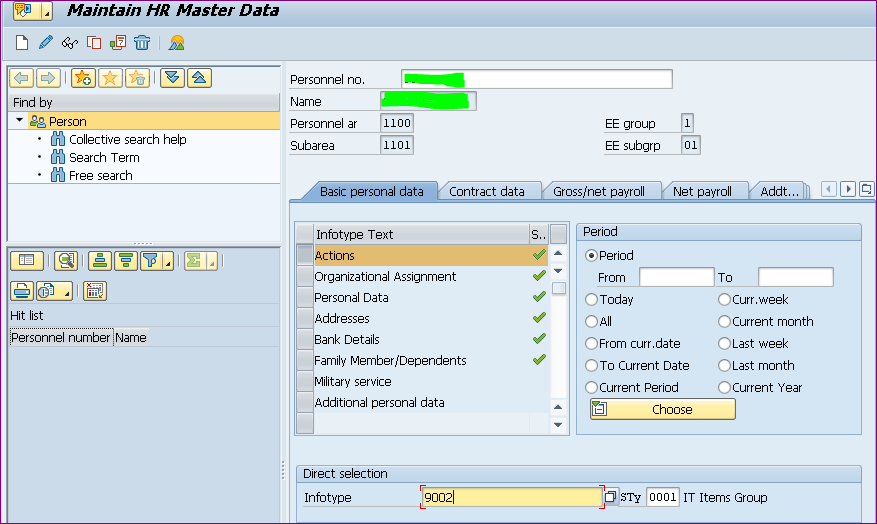 Maintain HR Master Data
Find by
Person
Collective search help
Search Term
Free search
Hit list
Personnel number Name
Personnel no.
Name
Personnel ar 1100 EE group 1
Subarea 1101 EE subgrp 01
Basic personal data Contract data Gross/net payroll Net payroll Addt...
Infotype Text S..
Actions
Organizational Assignment
Personal Data
Addresses
Bank Details
Family Member/Dependents
Military service
Additional personal data
Period
Period
From To
Today Curr.week
All Current month
From curr.date Last week
To Current Date Last month
Current Period Current Year
Choose
Direct selection
Infotype 9002 STy 0001 IT Items Group